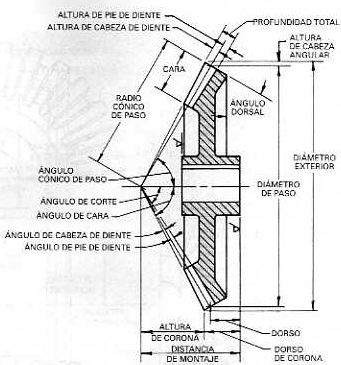 ALTURA DE PIE DE DIENTE
ALTURA DE CABEZA DE DIENTE
PROFUNDIDAD TOTAL
ALTURA
DE CABEZA
ANGULAR
CARA
RADIO
CÓNICO
DE PASO
ÁNGULO
DORSAL
DIÁMETRO
EXTERIOR
ÁNGULO
CÓNICO DE PASO
DIÁMETRO
DE PASO
ÁNGULO DE CORTE
ÁNGULO DE CARA
ÁNGULO DE CABEZA DE DIENTE
ÁNGULO DE PIE DE DIENTE
ALTURA
DE CORONA
DORSO
DISTANCIA
DE MONTAJE
DORSO
DE CORONA